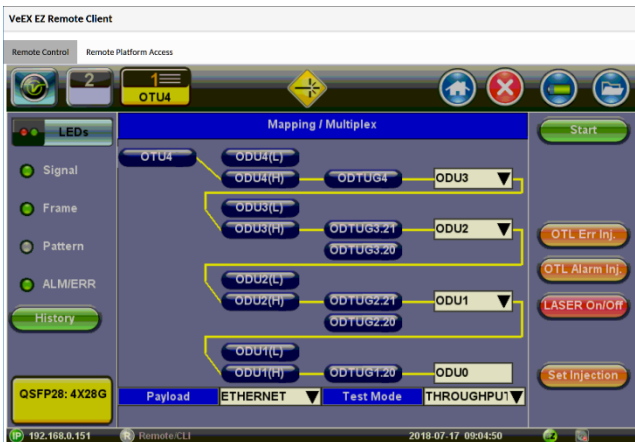 VeEX EZ Remote Client
Remote Control Remote Platform Access
2 1 OTU4
LEDs Mapping / Multiplex Start
OTU4 ODU4(L)
Signal ODU4(H) ODTUG4 ODU3
Frame ODU3(L)
ODU3(H) ODTUG3.21 ODU2
OTL Err Inj.
Pattern ODTUG3.20
OTL Alarm Inj.
ALM/ERR ODU2(L)
ODU2(H) ODTUG2.21 ODU1 LASER On/Off
History ODTUG2.20
ODU1(L)
ODU1(H) ODTUG1.20 ODU0 Set Injection
QSFP28: 4X28G Payload ETHERNET Test Mode THROUGHPUT
IP 192.168.0.151 R Remote/CLI 2018-07-17 09:04:50